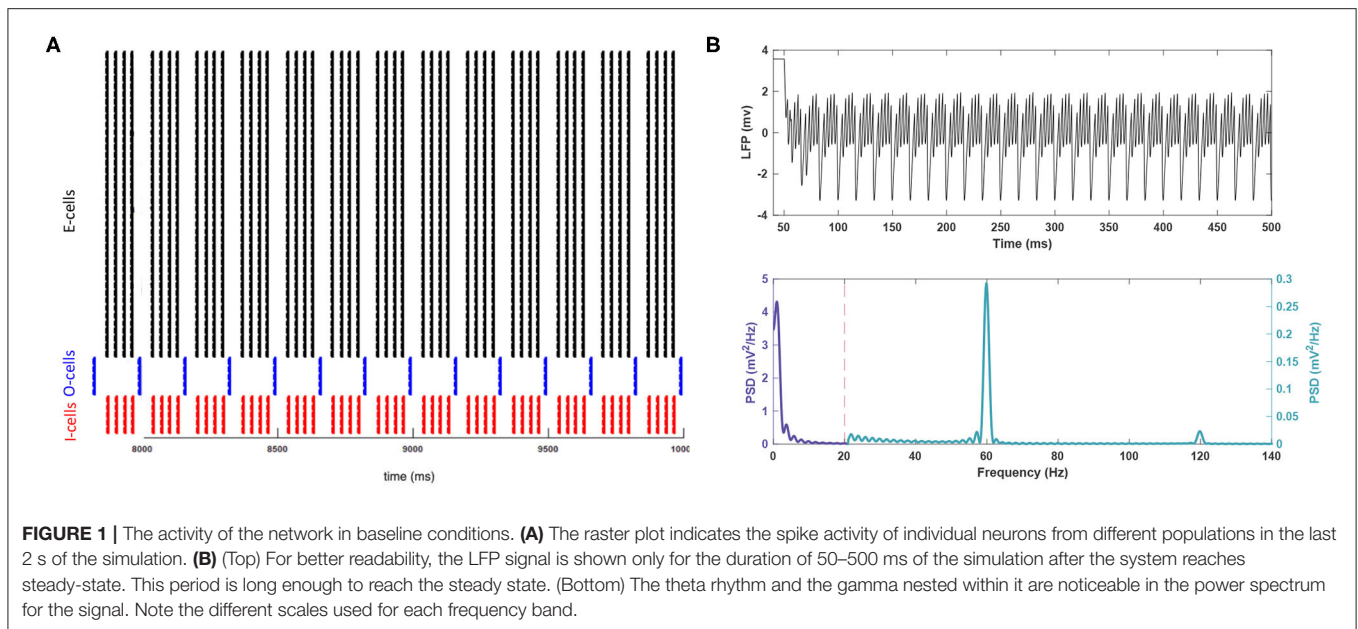 A
E-cells
O-cells
I-cells
8000
8500
9000
9500
1000
time (ms)
B
4
2
0
-2
-4
LFP (mv)
50
100
150
200
250
300
350
400
450
500
Time (ms)
5
4
3
2
1
0
PSD (mV²/Hz)
0.3
0.25
0.2
0.15
0.1
0.05
0
PSD (mV²/Hz)
0
20
40
60
80
100
120
140
Frequency (Hz)
FIGURE 1 | The activity of the network in baseline conditions. (A) The raster plot indicates the spike activity of individual neurons from different populations in the last
2 s of the simulation. (B) (Top) For better readability, the LFP signal is shown only for the duration of 50–500 ms of the simulation after the system reaches
steady-state. This period is long enough to reach the steady state. (Bottom) The theta rhythm and the gamma nested within it are noticeable in the power spectrum
for the signal. Note the different scales used for each frequency band.